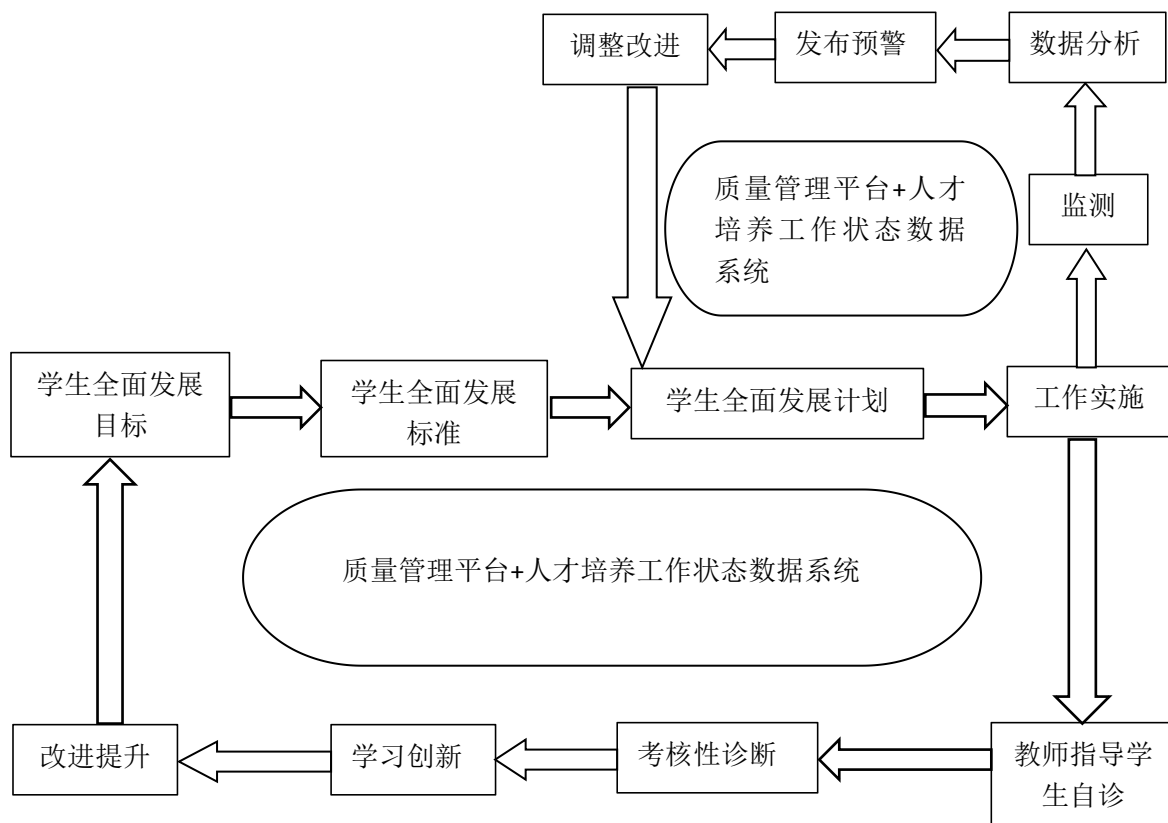 调整改进
发布预警
数据分析
质量管理平台+人才
培养工作状态数据
系统
监测
学生全面发展
目标
学生全面发展
标准
学生全面发展计划
工作实施
质量管理平台+人才培养工作状态数据系统
改进提升
学习创新
考核性诊断
教师指导学
生自诊